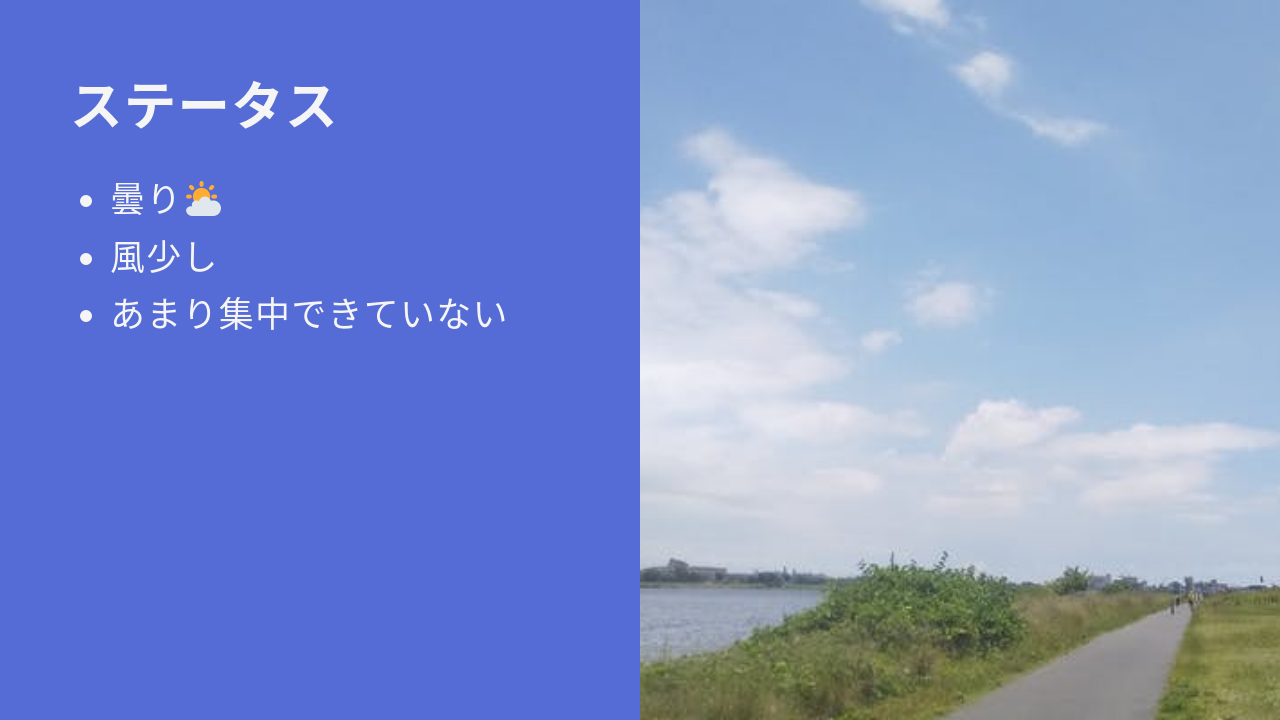 ステータス
曇り🌤
風少し
あまり集中できていない